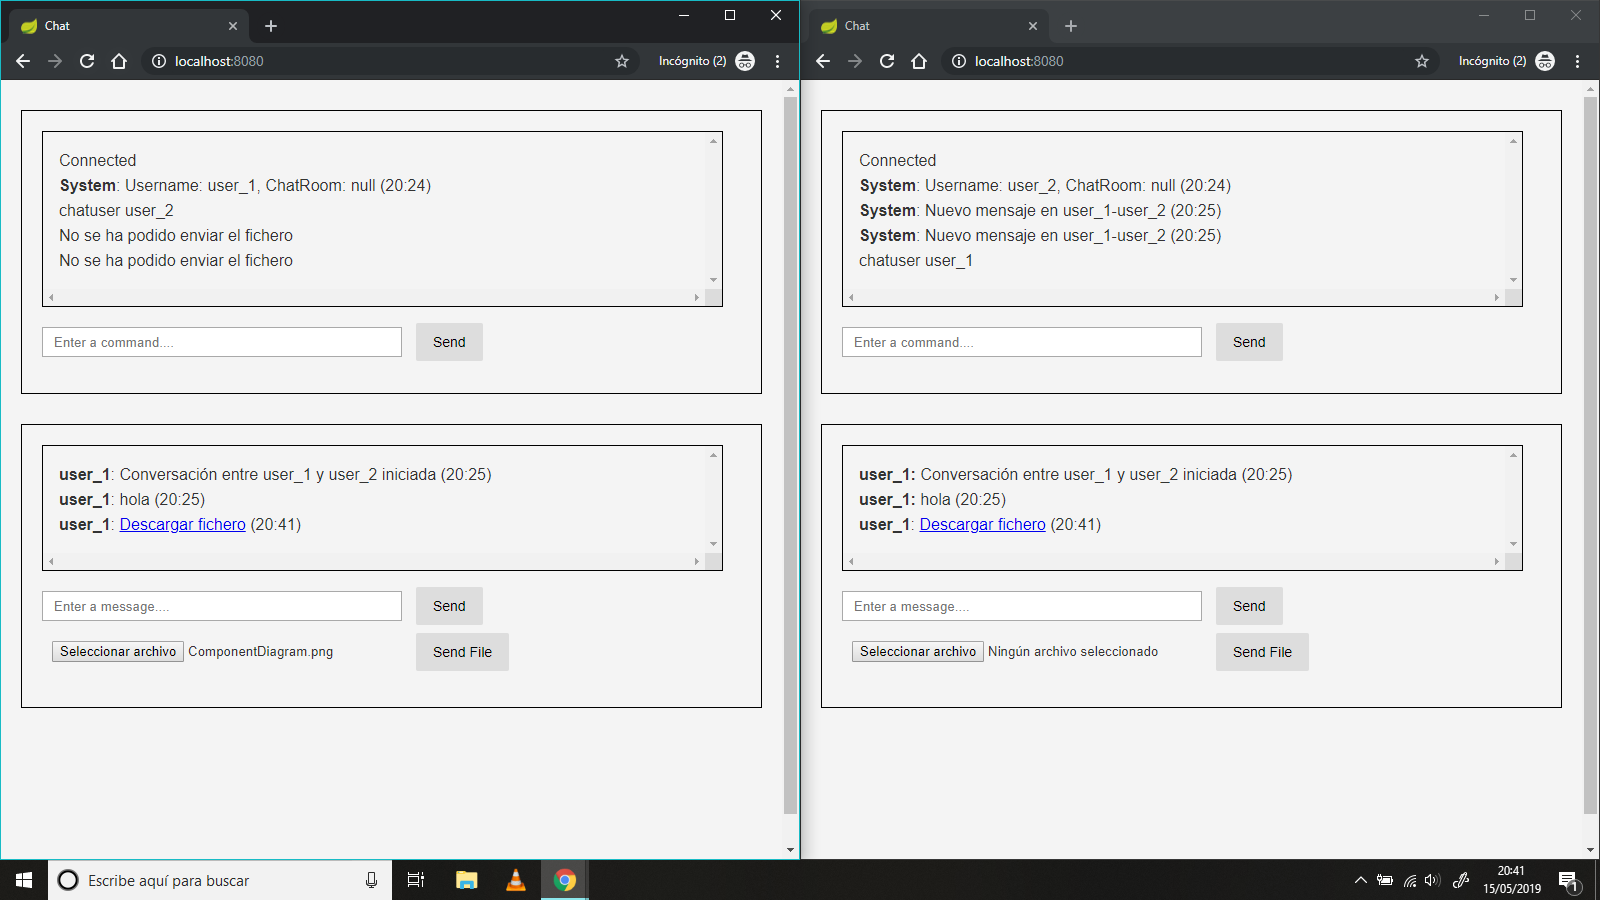 Chat
localhost:8080
Incógnito (2)
Connected
System: Username: user_1, ChatRoom: null (20:24)
chatuser user_2
No se ha podido enviar el fichero
No se ha podido enviar el fichero
Enter a command....
Send
user_1: Conversación entre user_1 y user_2 iniciada (20:25)
user_1: hola (20:25)
user_1: Descargar fichero (20:41)
Enter a message....
Send
Seleccionar archivo ComponentDiagram.png
Send File
Chat
localhost:8080
Incógnito (2)
Connected
System: Username: user_2, ChatRoom: null (20:24)
System: Nuevo mensaje en user_1-user_2 (20:25)
System: Nuevo mensaje en user_1-user_2 (20:25)
chatuser user_1
Enter a command....
Send
user_1: Conversación entre user_1 y user_2 iniciada (20:25)
user_1: hola (20:25)
user_1: Descargar fichero (20:41)
Enter a message....
Send
Seleccionar archivo Ningún archivo seleccionado
Send File
Escribe aquí para buscar
20:41
15/05/2019
1